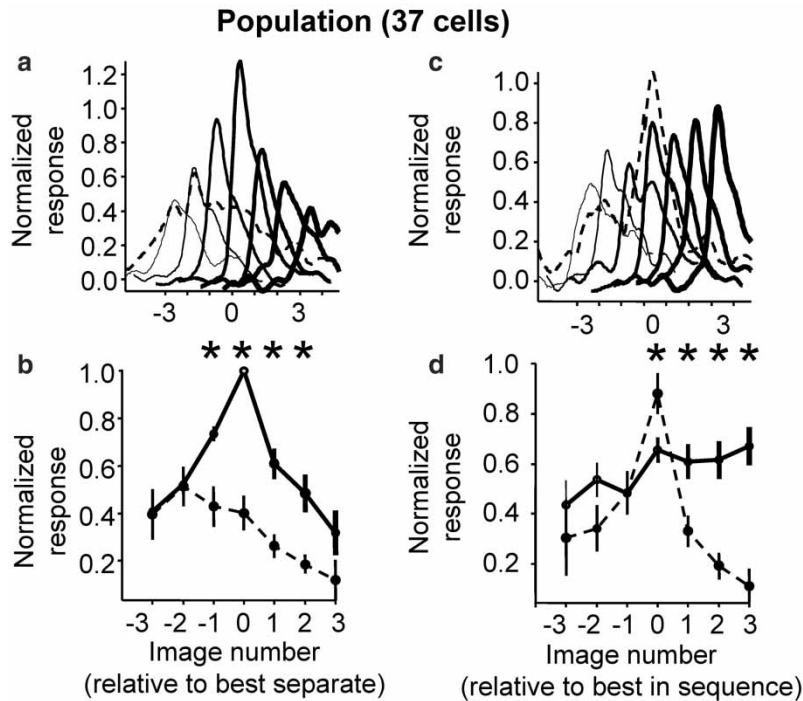 Population (37 cells)
a
Normalized
response
1.2
1.0
0.8
0.6
0.4
0.2
0.0
-3
0
3
c
Normalized
response
1.0
0.8
0.6
0.4
0.2
0.0
-3
0
3
b
* * * *
Normalized
response
1.0
0.8
0.6
0.4
0.2
-3 -2 -1 0 1 2 3
Image number
(relative to best separate)
d
* * * *
Normalized
response
1.0
0.8
0.6
0.4
0.2
-4 -3 -2 -1 0 1 2 3
Image number
(relative to best in sequence)